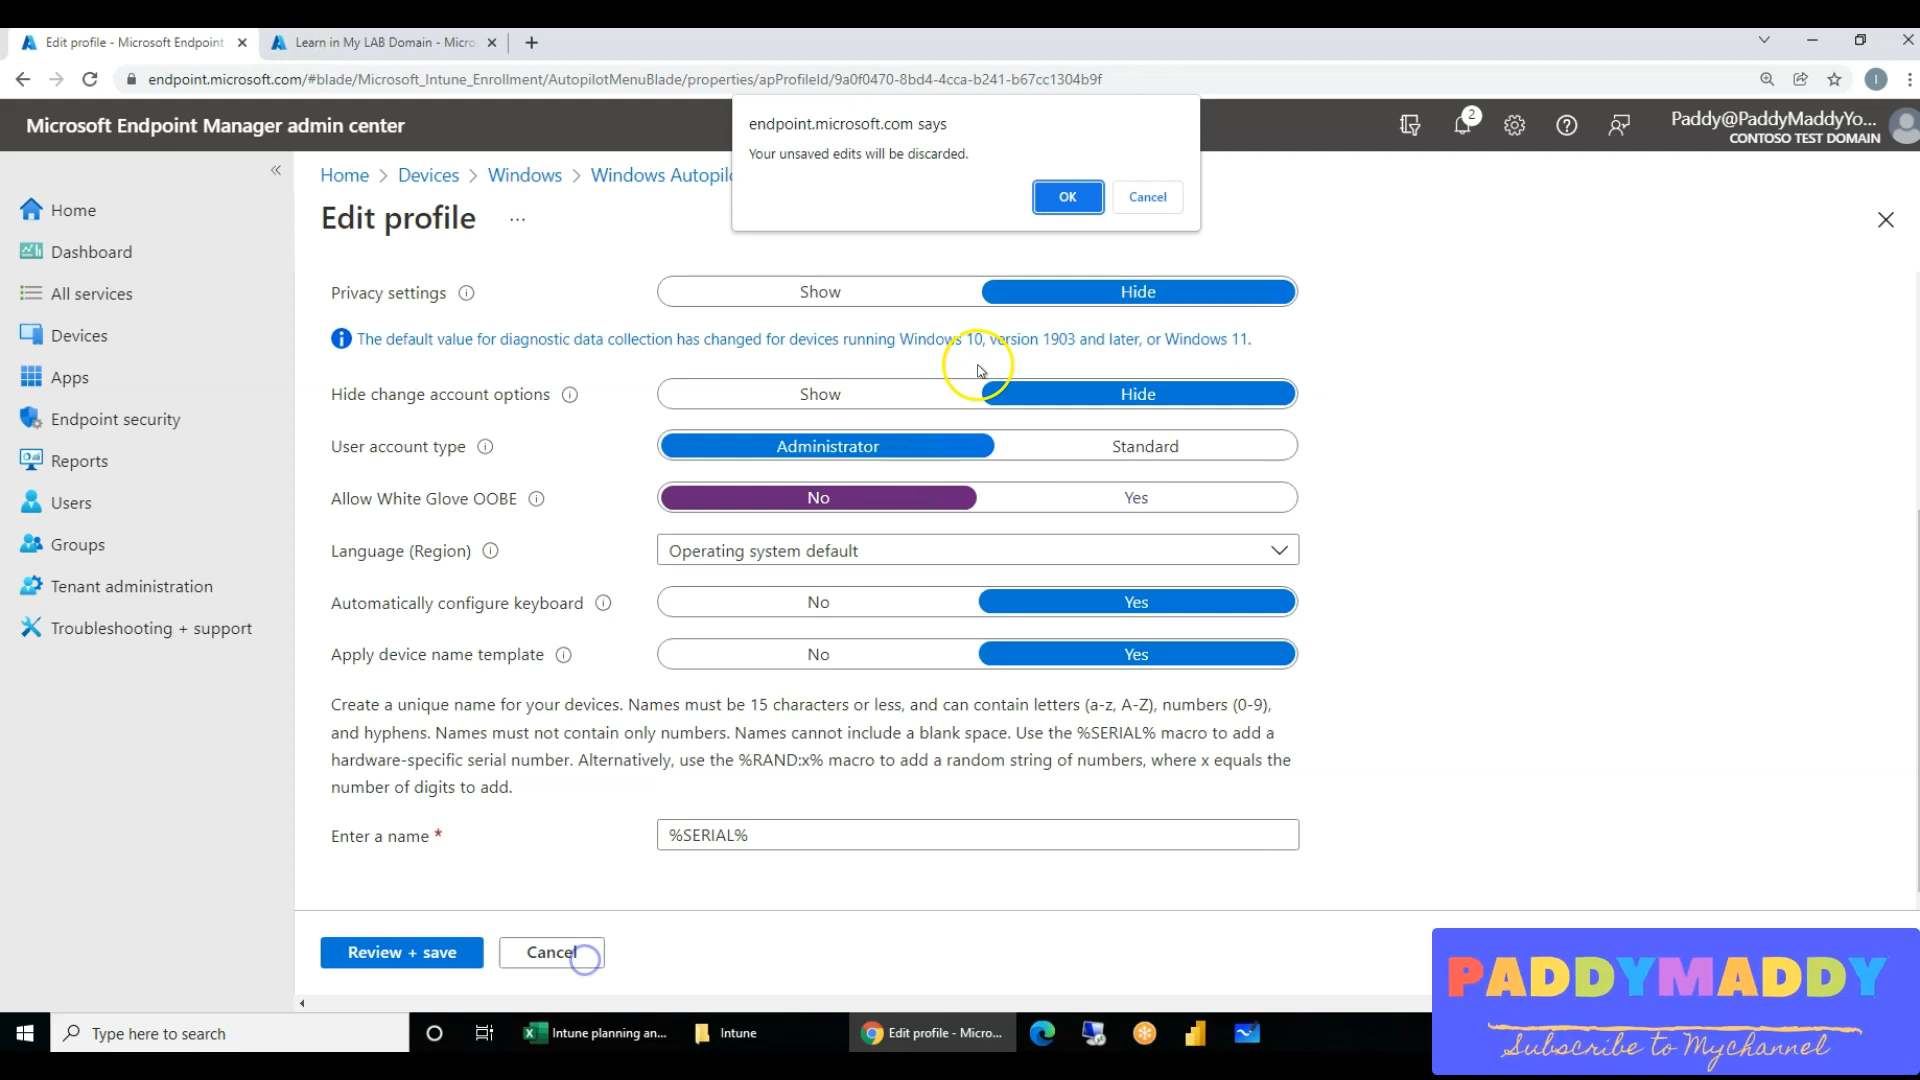 Edit profile - Microsoft Endpoint
Learn in My LAB Domain - Micro
endpoint.microsoft.com/#blade/Microsoft_Intune_Enrollment/AutopilotMenuBlade/properties/apProfileId/9a0f0470-8bd4-4cca-b241-b67cc1304b9f
I
Microsoft Endpoint Manager admin center
2
Paddy@PaddyMaddyYo...
CONTOSO TEST DOMAIN
endpoint.microsoft.com says
Your unsaved edits will be discarded.
OK
Cancel
Home > Devices > Windows > Windows Autopilo
Edit profile ...
Home
Dashboard
All services
Devices
Apps
Endpoint security
Reports
Users
Groups
Tenant administration
Troubleshooting + support
Privacy settings
Show
Hide
The default value for diagnostic data collection has changed for devices running Windows 10, version 1903 and later, or Windows 11.
Hide change account options
Show
Hide
User account type
Administrator
Standard
Allow White Glove OOBE
No
Yes
Language (Region)
Operating system default
Automatically configure keyboard
No
Yes
Apply device name template
No
Yes
Create a unique name for your devices. Names must be 15 characters or less, and can contain letters (a-z, A-Z), numbers (0-9),
and hyphens. Names must not contain only numbers. Names cannot include a blank space. Use the %SERIAL% macro to add a
hardware-specific serial number. Alternatively, use the %RAND:x% macro to add a random string of numbers, where x equals the
number of digits to add.
Enter a name *
%SERIAL%
Review + save
Cancel
PADDYMADDY
Subscribe to Mychannel
Type here to search
Intune planning an...
Intune
Edit profile - Micro...